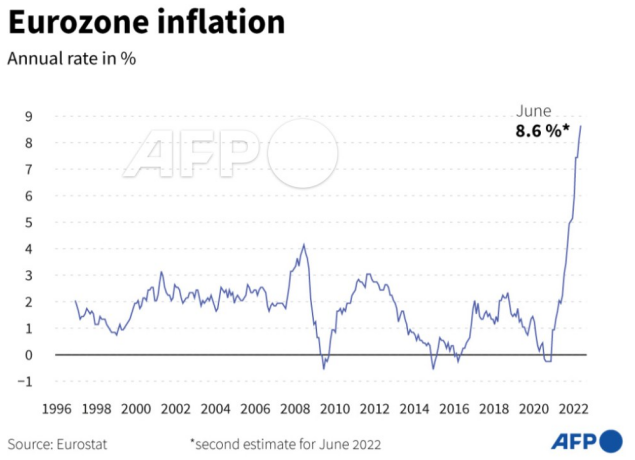 Eurozone inflation
Annual rate in %
June
8.6 %*
AFP
9
8
7
6
5
4
3
2
1
0
−1
1996 1998 2000 2002 2004 2006 2008 2010 2012 2014 2016 2018 2020 2022
Source: Eurostat *second estimate for June 2022
AFP